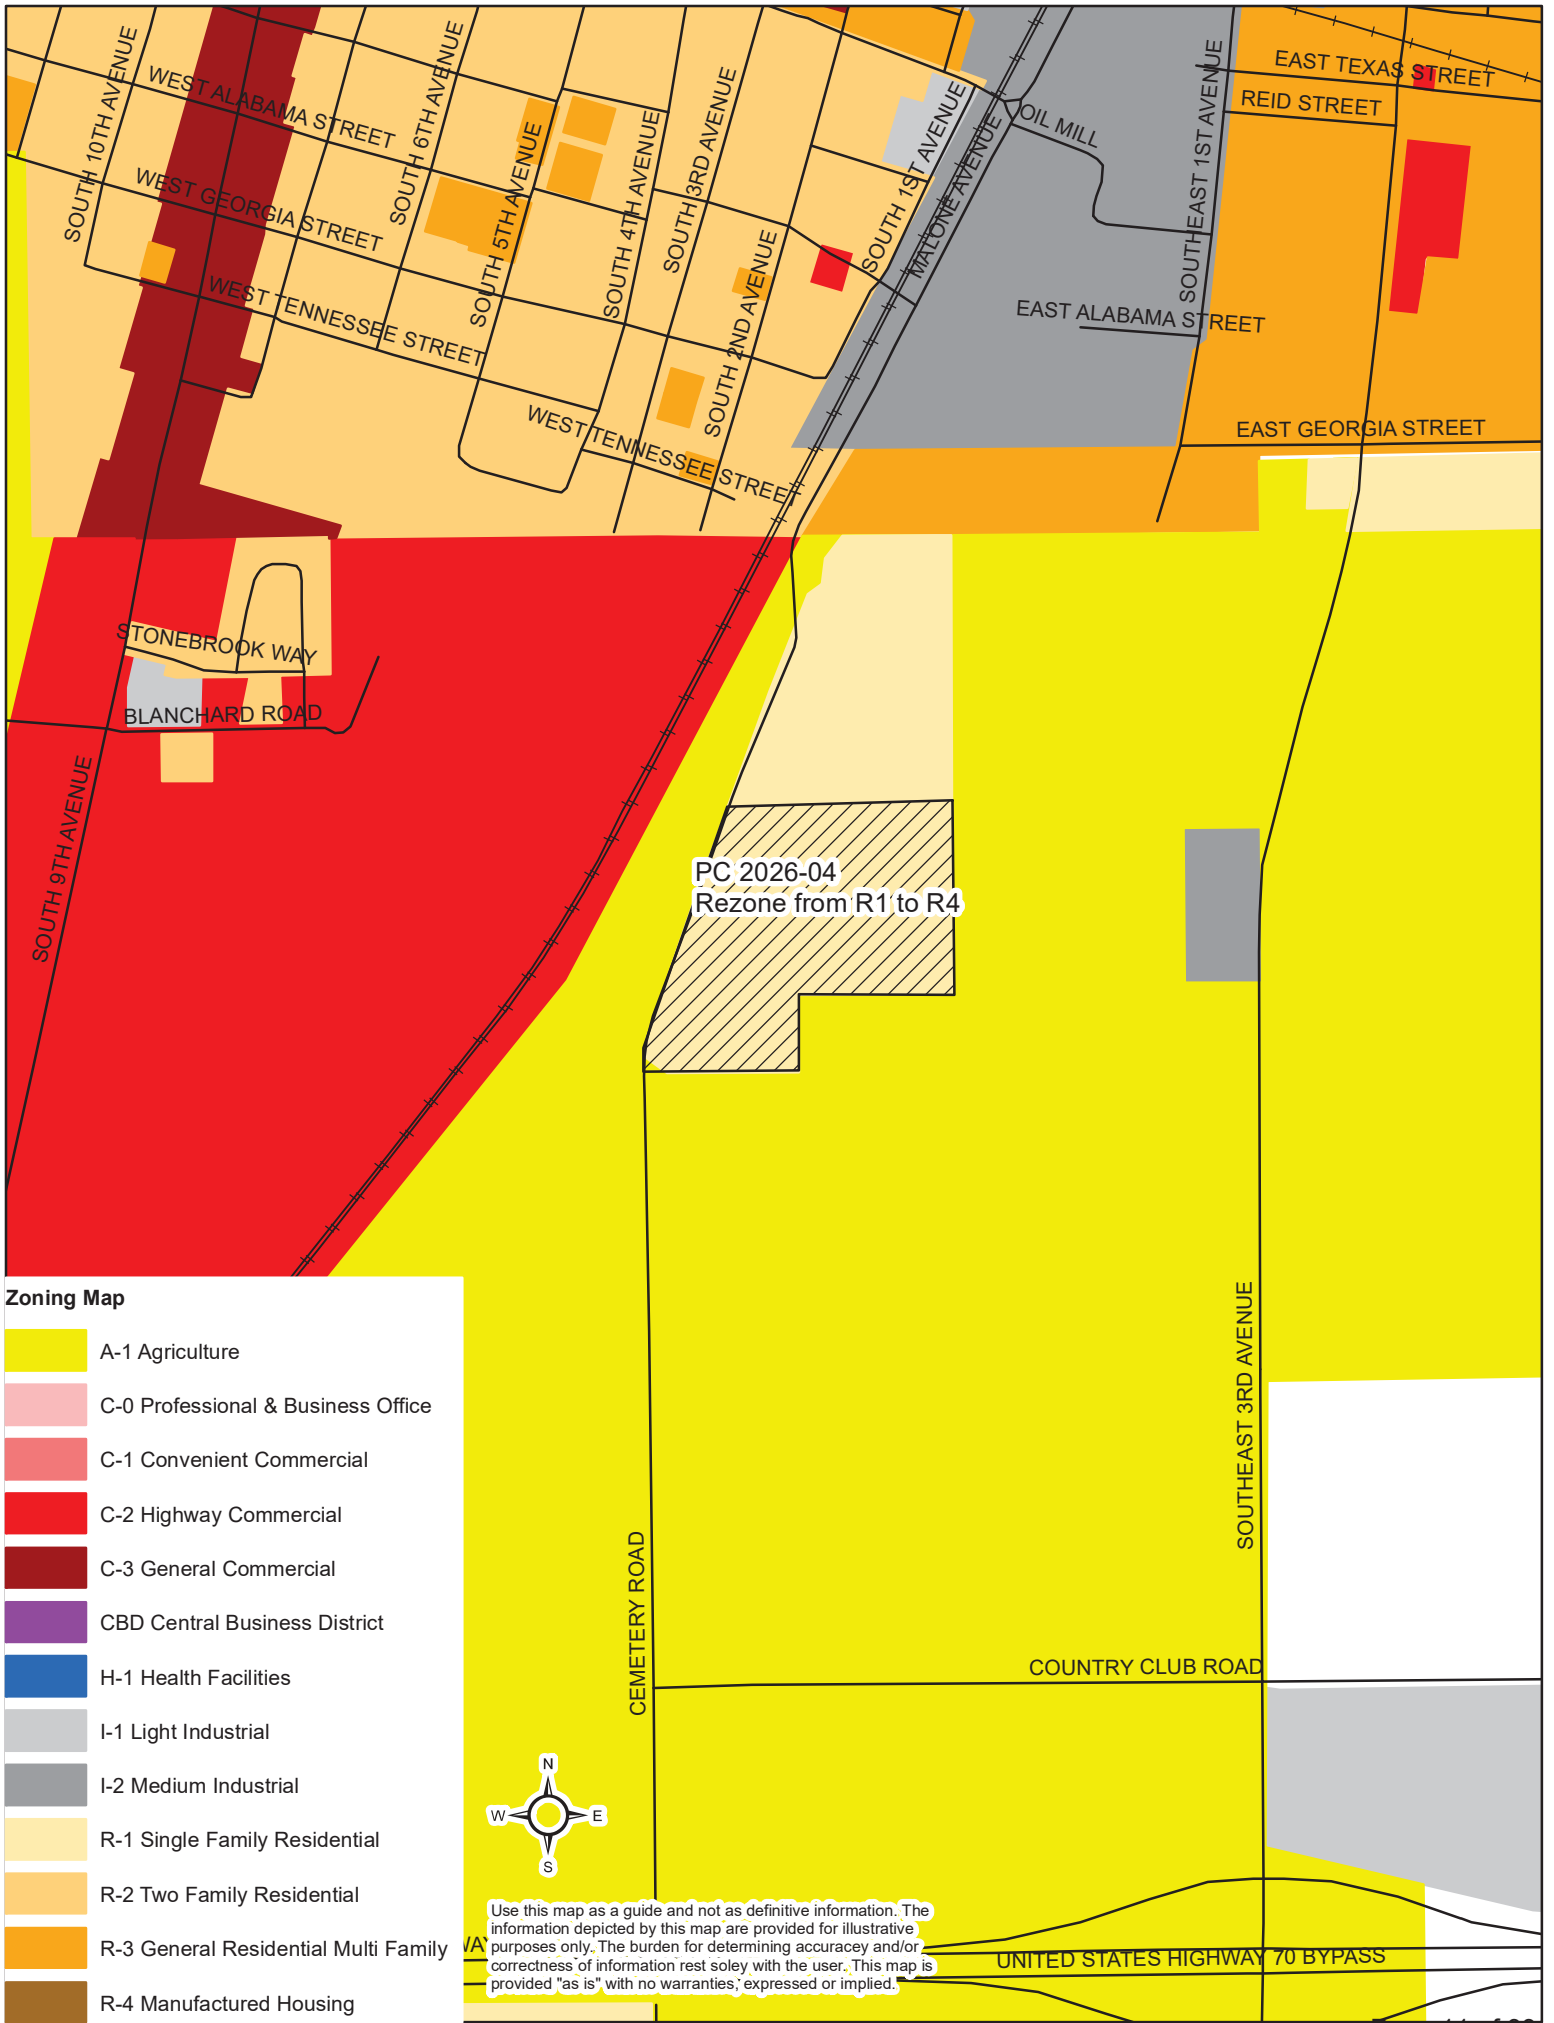 SOUTH 10TH AVENUE
WEST ALABAMA STREET
SOUTH 6TH AVENUE
WEST GEORGIA STREET
SOUTH 5TH AVENUE
SOUTH 4TH AVENUE
SOUTH 3RD AVENUE
SOUTH 2ND AVENUE
SOUTH 1ST AVENUE
MALONE AVENUE
OIL MILL
SOUTHEAST 1ST AVENUE
EAST TEXAS STREET
REID STREET
EAST ALABAMA STREET
EAST GEORGIA STREET
WEST TENNESSEE STREET
WEST TENNESSEE STREET
STONEBROOK WAY
BLANCHARD ROAD
SOUTH 9TH AVENUE
PC 2026-04
Rezone from R1 to R4
SOUTHEAST 3RD AVENUE
CEMETERY ROAD
COUNTRY CLUB ROAD
UNITED STATES HIGHWAY 70 BYPASS
Zoning Map
A-1 Agriculture
C-0 Professional & Business Office
C-1 Convenient Commercial
C-2 Highway Commercial
C-3 General Commercial
CBD Central Business District
H-1 Health Facilities
I-1 Light Industrial
I-2 Medium Industrial
R-1 Single Family Residential
R-2 Two Family Residential
R-3 General Residential Multi Family
R-4 Manufactured Housing
N
W E
S
Use this map as a guide and not as definitive information. The
information depicted by this map are provided for illustrative
purposes only. The burden for determining accuracey and/or
correctness of information rest soley with the user. This map is
provided "as is" with no warranties, expressed or implied.